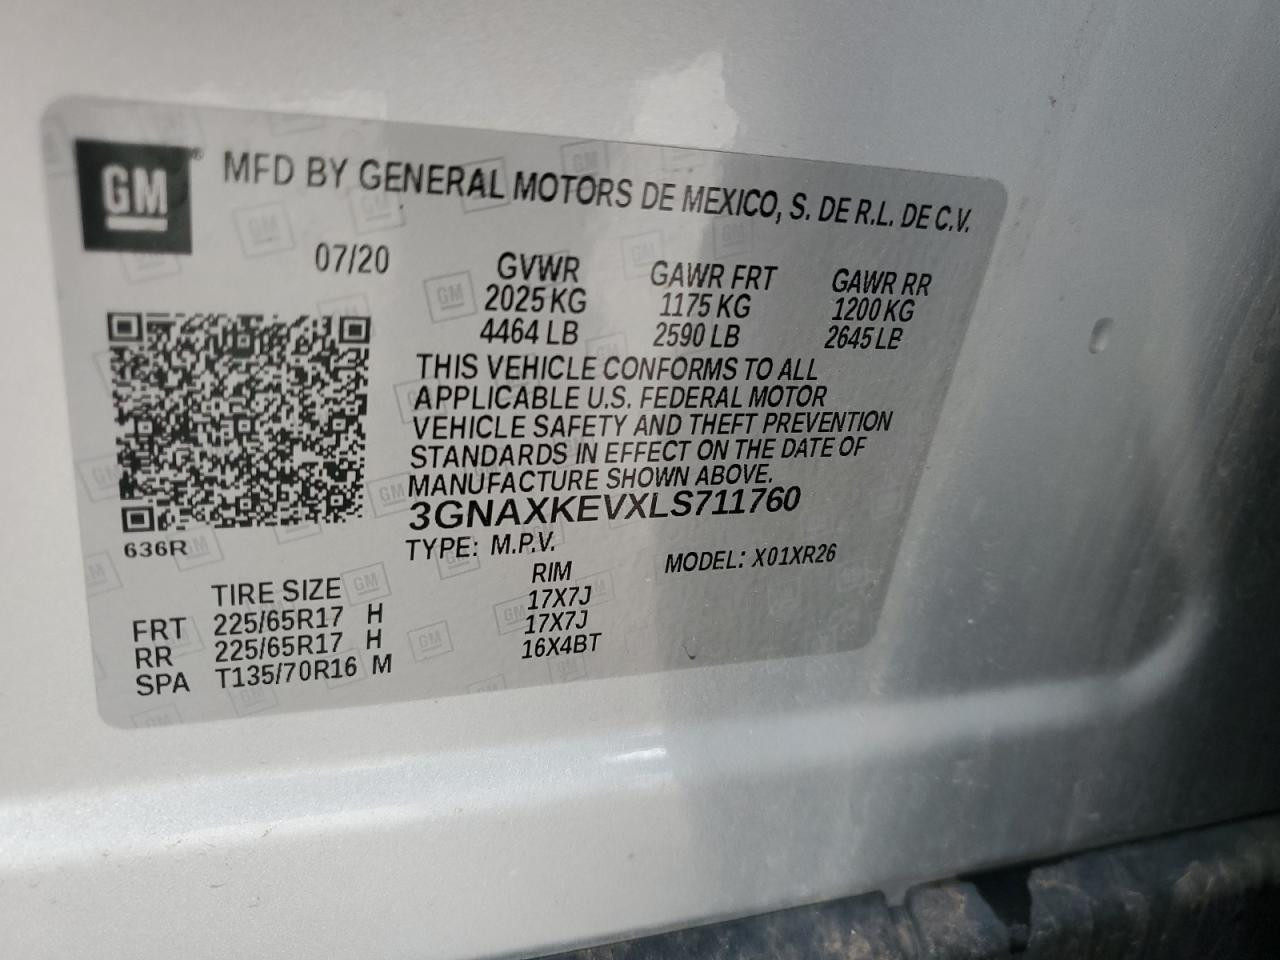 GM® MFD BY GENERAL MOTORS DE MEXICO, S. DE R.L. DE C.V.
07/20 GVWR GAWR FRT GAWR RR
2025 KG 1175 KG 1200 KG
4464 LB 2590 LB 2645 LB
THIS VEHICLE CONFORMS TO ALL
APPLICABLE U.S. FEDERAL MOTOR
VEHICLE SAFETY AND THEFT PREVENTION
STANDARDS IN EFFECT ON THE DATE OF
MANUFACTURE SHOWN ABOVE.
3GNAXKEVXLS711760
636R
TYPE: M.P.V. MODEL: X01XR26
TIRE SIZE RIM
FRT 225/65R17 H 17X7J
RR 225/65R17 H 17X7J
SPA T135/70R16 M 16X4BT